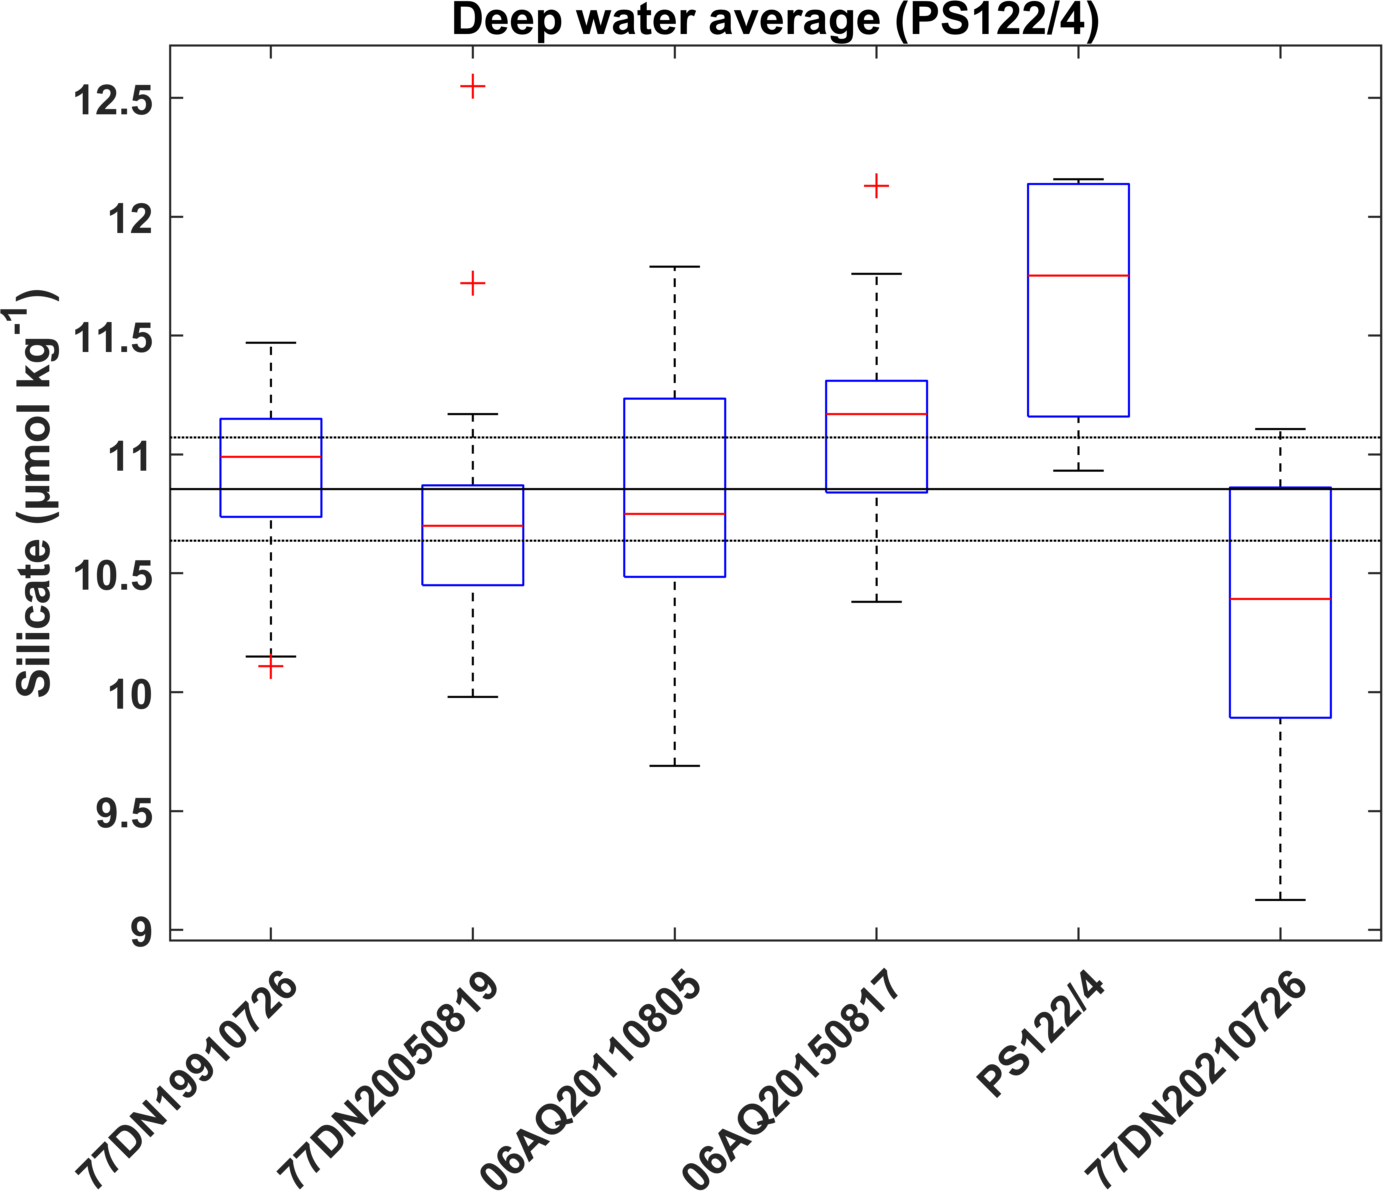 Deep water average (PS122/4)
Silicate (µmol kg⁻¹)
12.5
12
11.5
11
10.5
10
9.5
9
77DN19910726
77DN20050819
06AQ20110805
06AQ20150817
PS122/4
77DN20210726